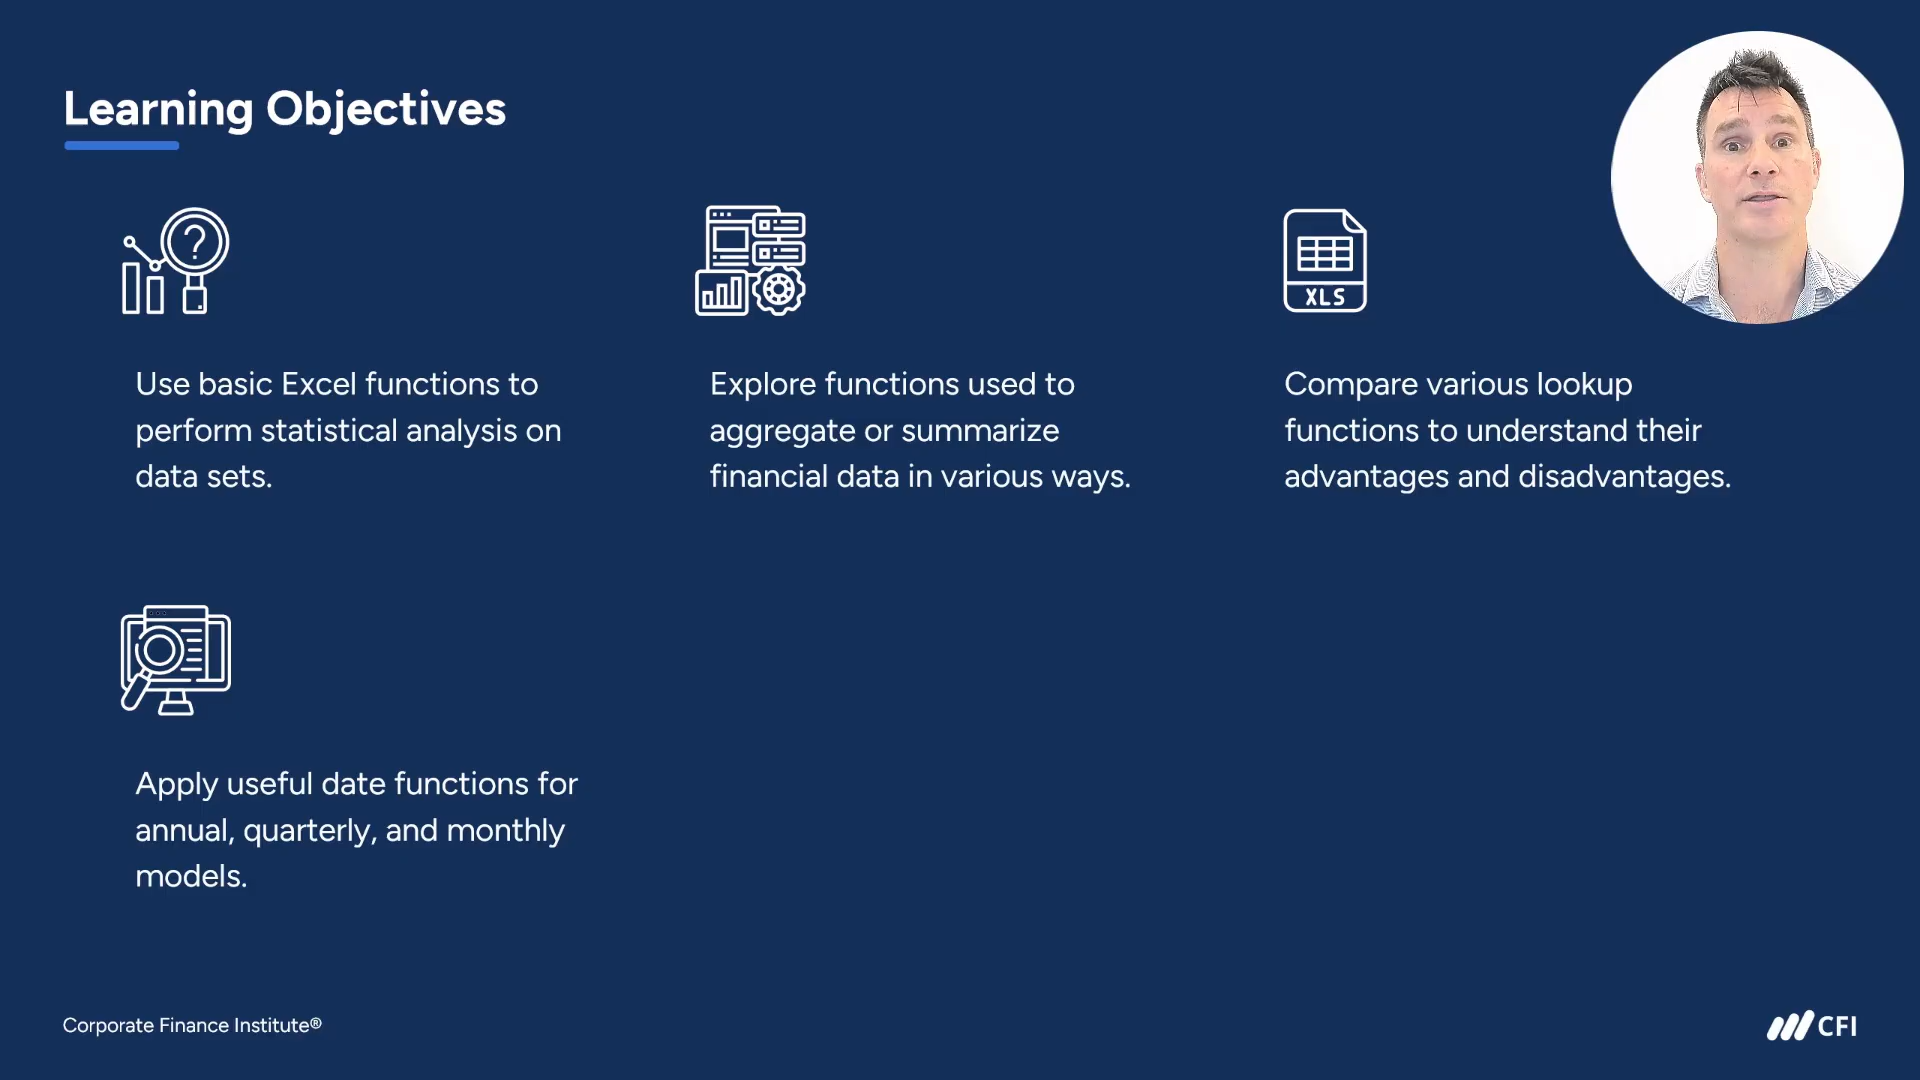 Learning Objectives
?
XLS
Use basic Excel functions to
perform statistical analysis on
data sets.
Explore functions used to
aggregate or summarize
financial data in various ways.
Compare various lookup
functions to understand their
advantages and disadvantages.
Apply useful date functions for
annual, quarterly, and monthly
models.
Corporate Finance Institute®
CFI